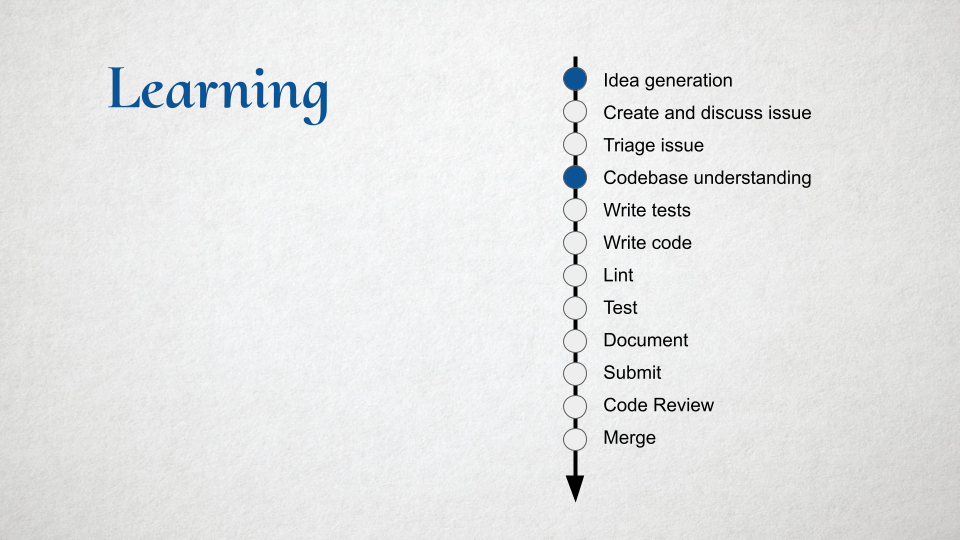 Learning
Idea generation
Create and discuss issue
Triage issue
Codebase understanding
Write tests
Write code
Lint
Test
Document
Submit
Code Review
Merge